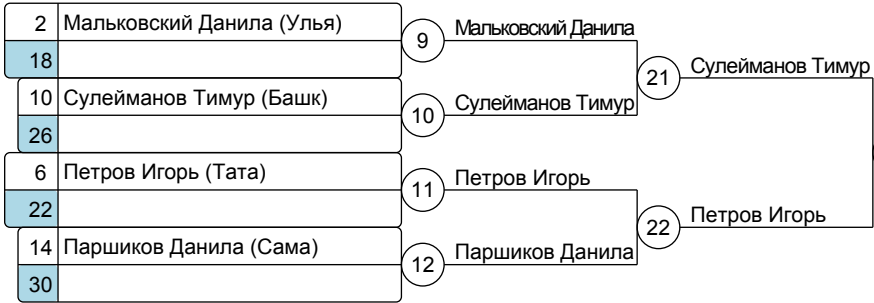 2 Мальковский Данила (Улья)
18
9 Мальковский Данила
10 Сулейманов Тимур (Башк)
26
10 Сулейманов Тимур
21 Сулейманов Тимур
6 Петров Игорь (Тата)
22
11 Петров Игорь
14 Паршиков Данила (Сама)
30
12 Паршиков Данила
22 Петров Игорь